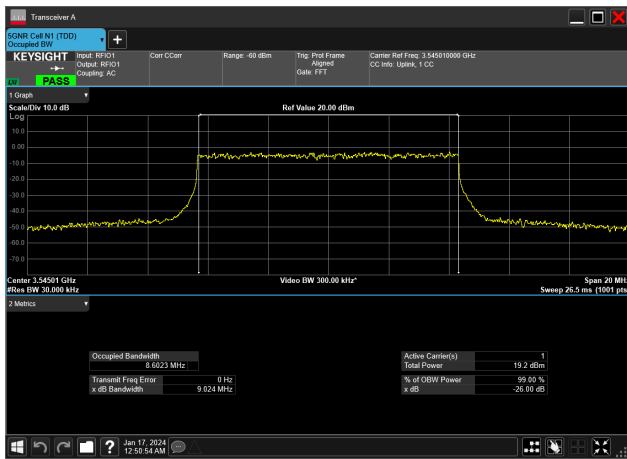 Transceiver A
5GNR Cell N1 (TDD)
Occupied BW
KEYSIGHT
PASS
Input: RFIO1
Output: RFIO1
Coupling: AC
Corr CCorr
Range: -60 dBm
Trig: Prot Frame
Aligned
Gate: FFT
Carrier Ref Freq: 3.545010000 GHz
CC Info: Uplink, 1 CC
1 Graph
Scale/Div 10.0 dB
Ref Value 20.00 dBm
Log
10.0
0.00
-10.0
-20.0
-30.0
-40.0
-50.0
-60.0
-70.0
Center 3.54501 GHz
Video BW 300.00 kHz*
Span 20 MHz
#Res BW 30.000 kHz
Sweep 26.5 ms (1001 pts
2 Metrics
Occupied Bandwidth
8.6023 MHz
Transmit Freq Error 0 Hz
x dB Bandwidth 9.024 MHz
Active Carrier(s) 1
Total Power 19.2 dBm
% of OBW Power 99.00 %
x dB -26.00 dB
?
Jan 17, 2024
12:50:54 AM